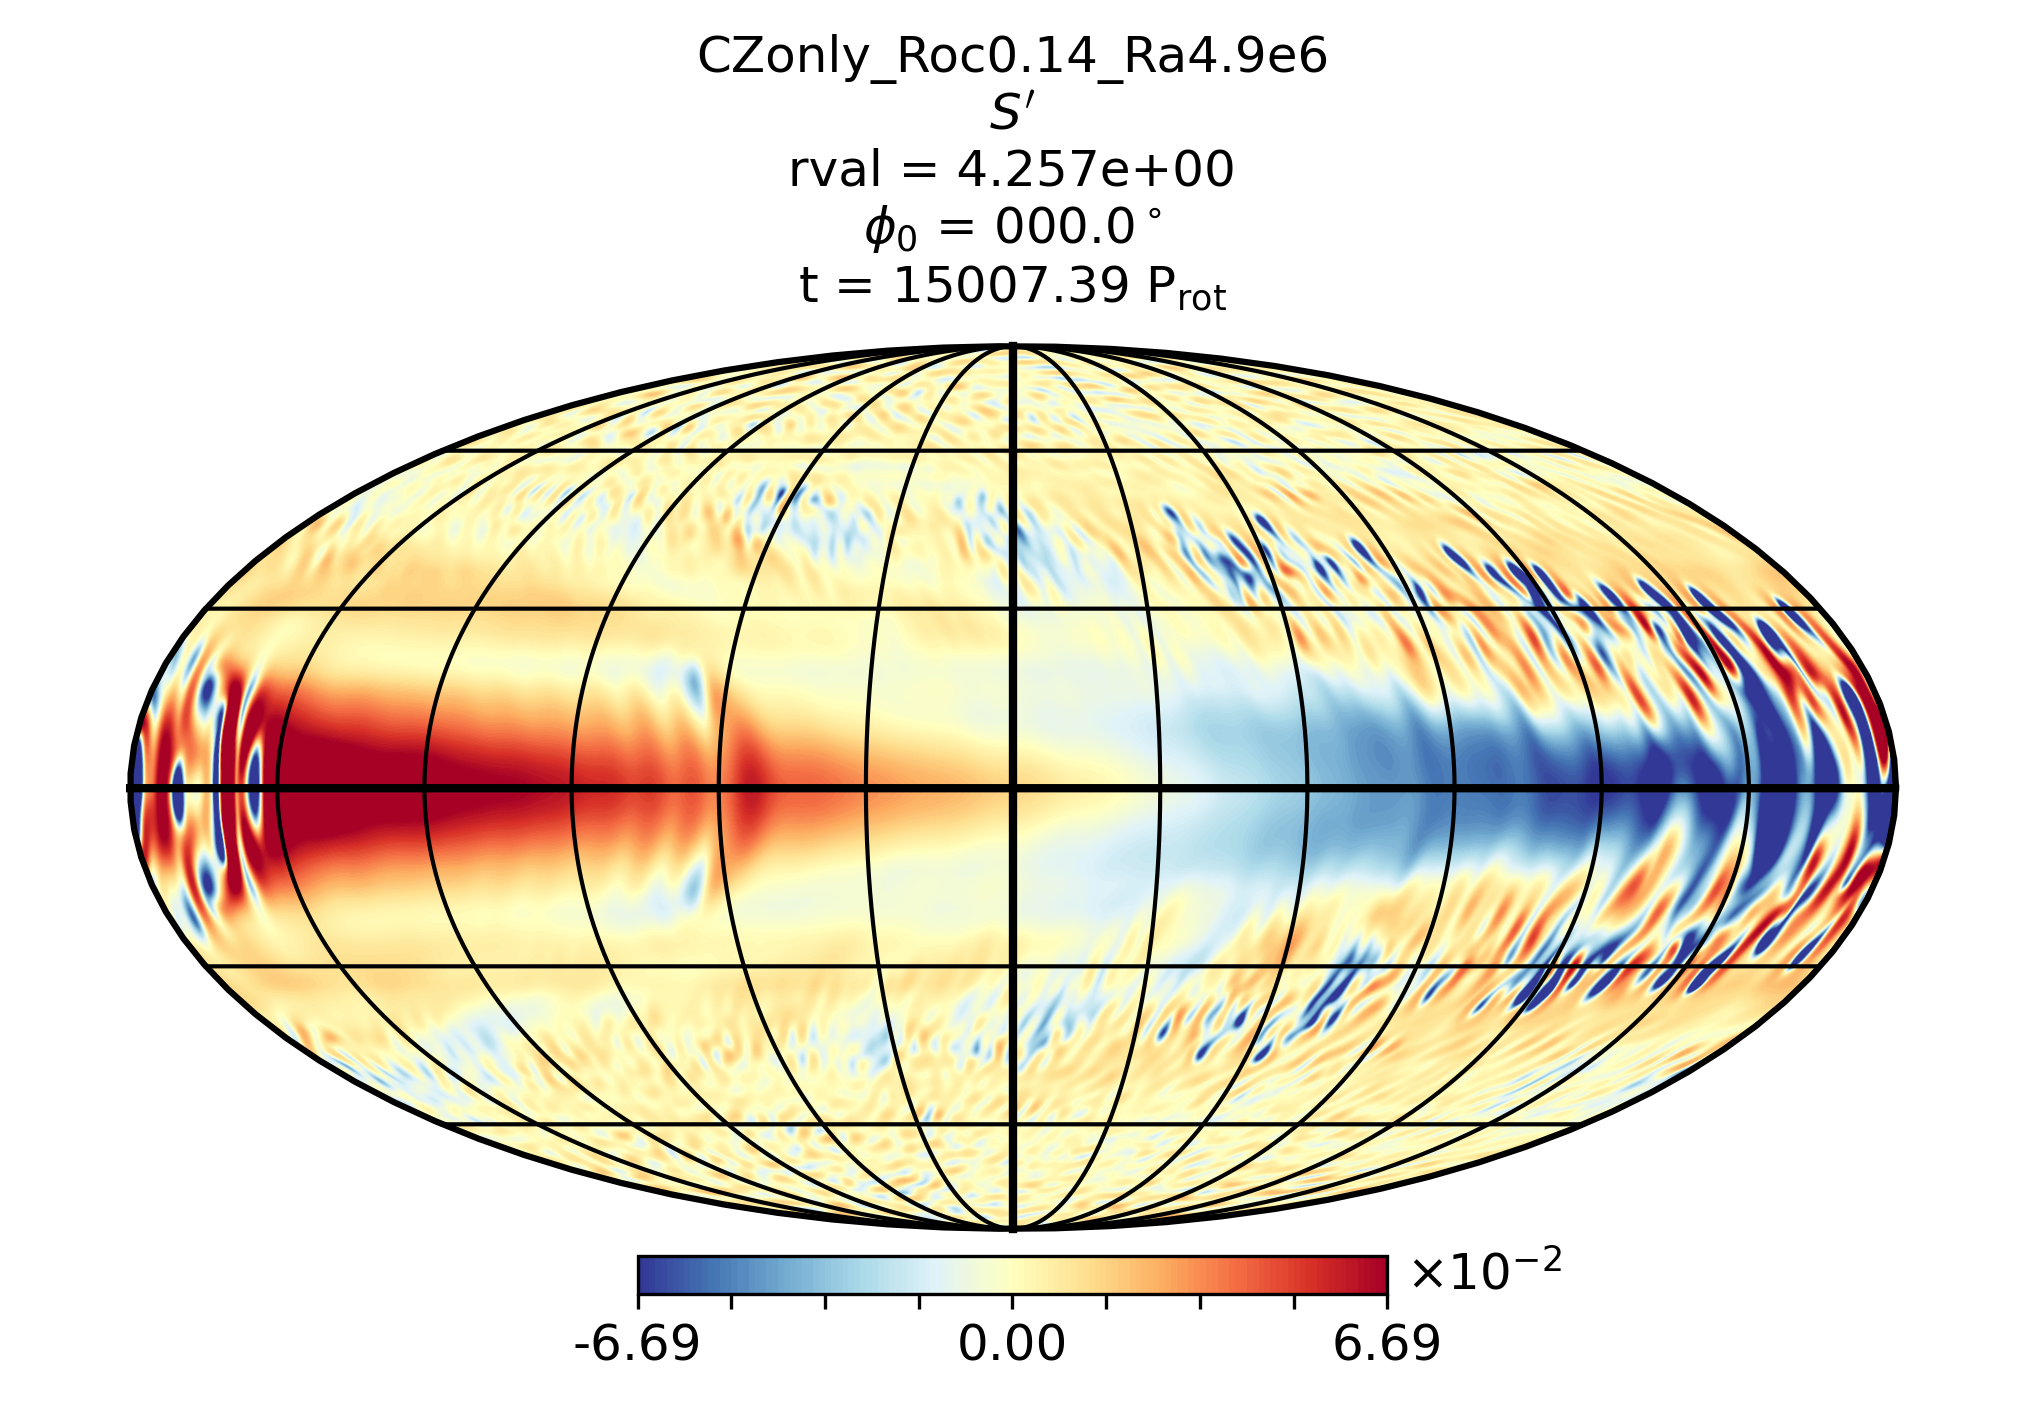 CZonly_Roc0.14_Ra4.9e6
S′
rval = 4.257e+00
ϕ₀ = 000.0°
t = 15007.39 P_rot
×10⁻²
-6.69 0.00 6.69